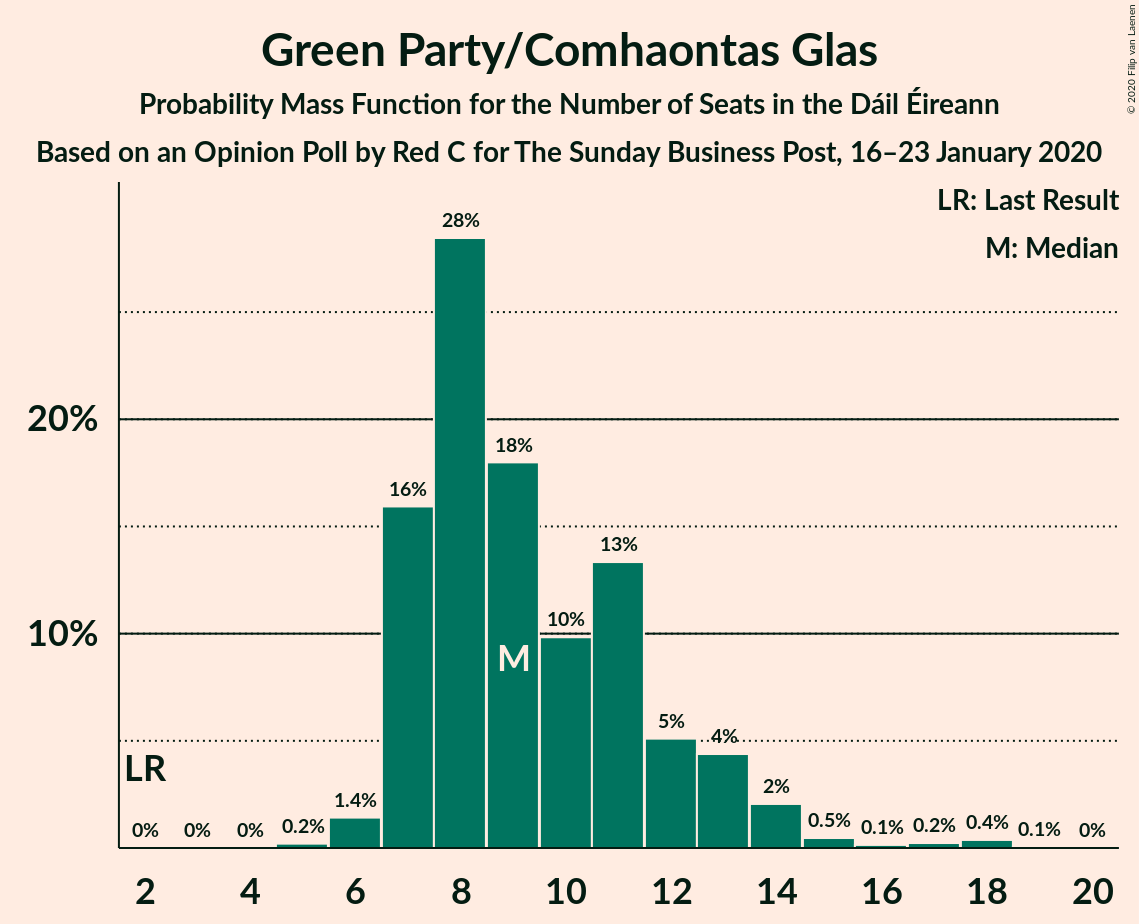 Green Party/Comhaontas Glas
Probability Mass Function for the Number of Seats in the Dáil Éireann
Based on an Opinion Poll by Red C for The Sunday Business Post, 16–23 January 2020
© 2020 Filip van Laenen
LR: Last Result
M: Median
20%
10%
28%
18%
16%
13%
10%
5%
4%
2%
1.4%
0.5%
0.4%
0.2%
0.2%
0.1%
0.1%
0%
0%
0%
0%
LR
M
2 4 6 8 10 12 14 16 18 20